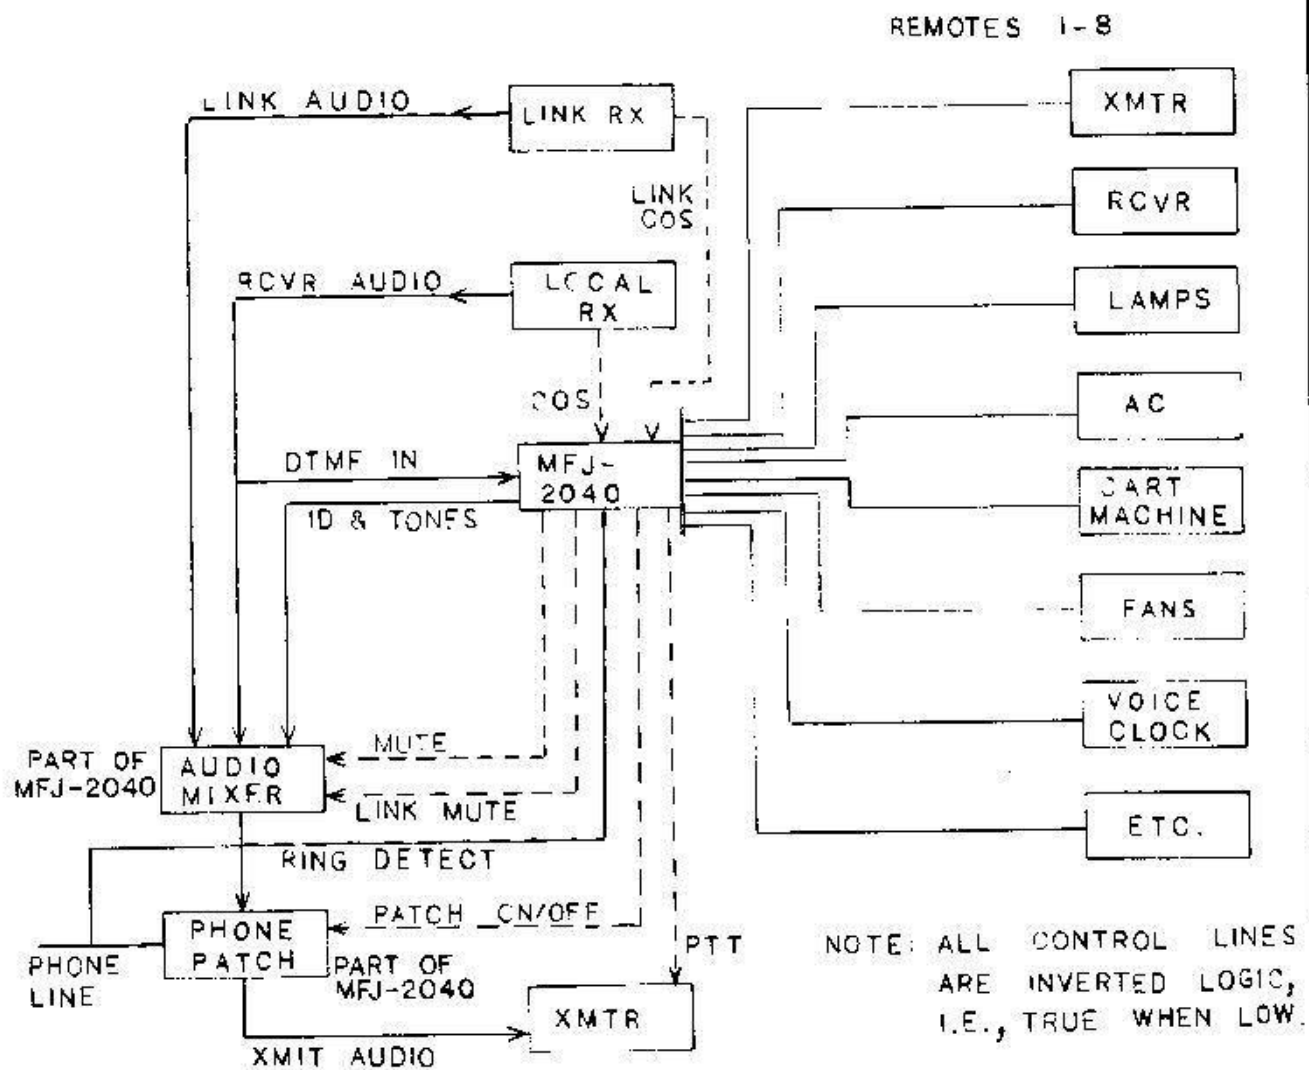 REMOTES 1-8
LINK AUDIO
LINK RX
XMTR
LINK
COS
RCVR
RCVR AUDIO
LOCAL
RX
LAMPS
COS
AC
DTMF IN
MFJ-
2040
CART
MACHINE
ID & TONES
FANS
VOICE
CLOCK
PART OF
MFJ-2040
AUDIO
MIXER
MUTE
LINK MUTE
ETC.
RING DETECT
PHONE
PATCH
PATCH ON/OFF
PTT
PHONE
LINE
PART OF
MFJ-2040
XMTR
XMIT AUDIO
NOTE: ALL CONTROL LINES
ARE INVERTED LOGIC,
I.E., TRUE WHEN LOW.